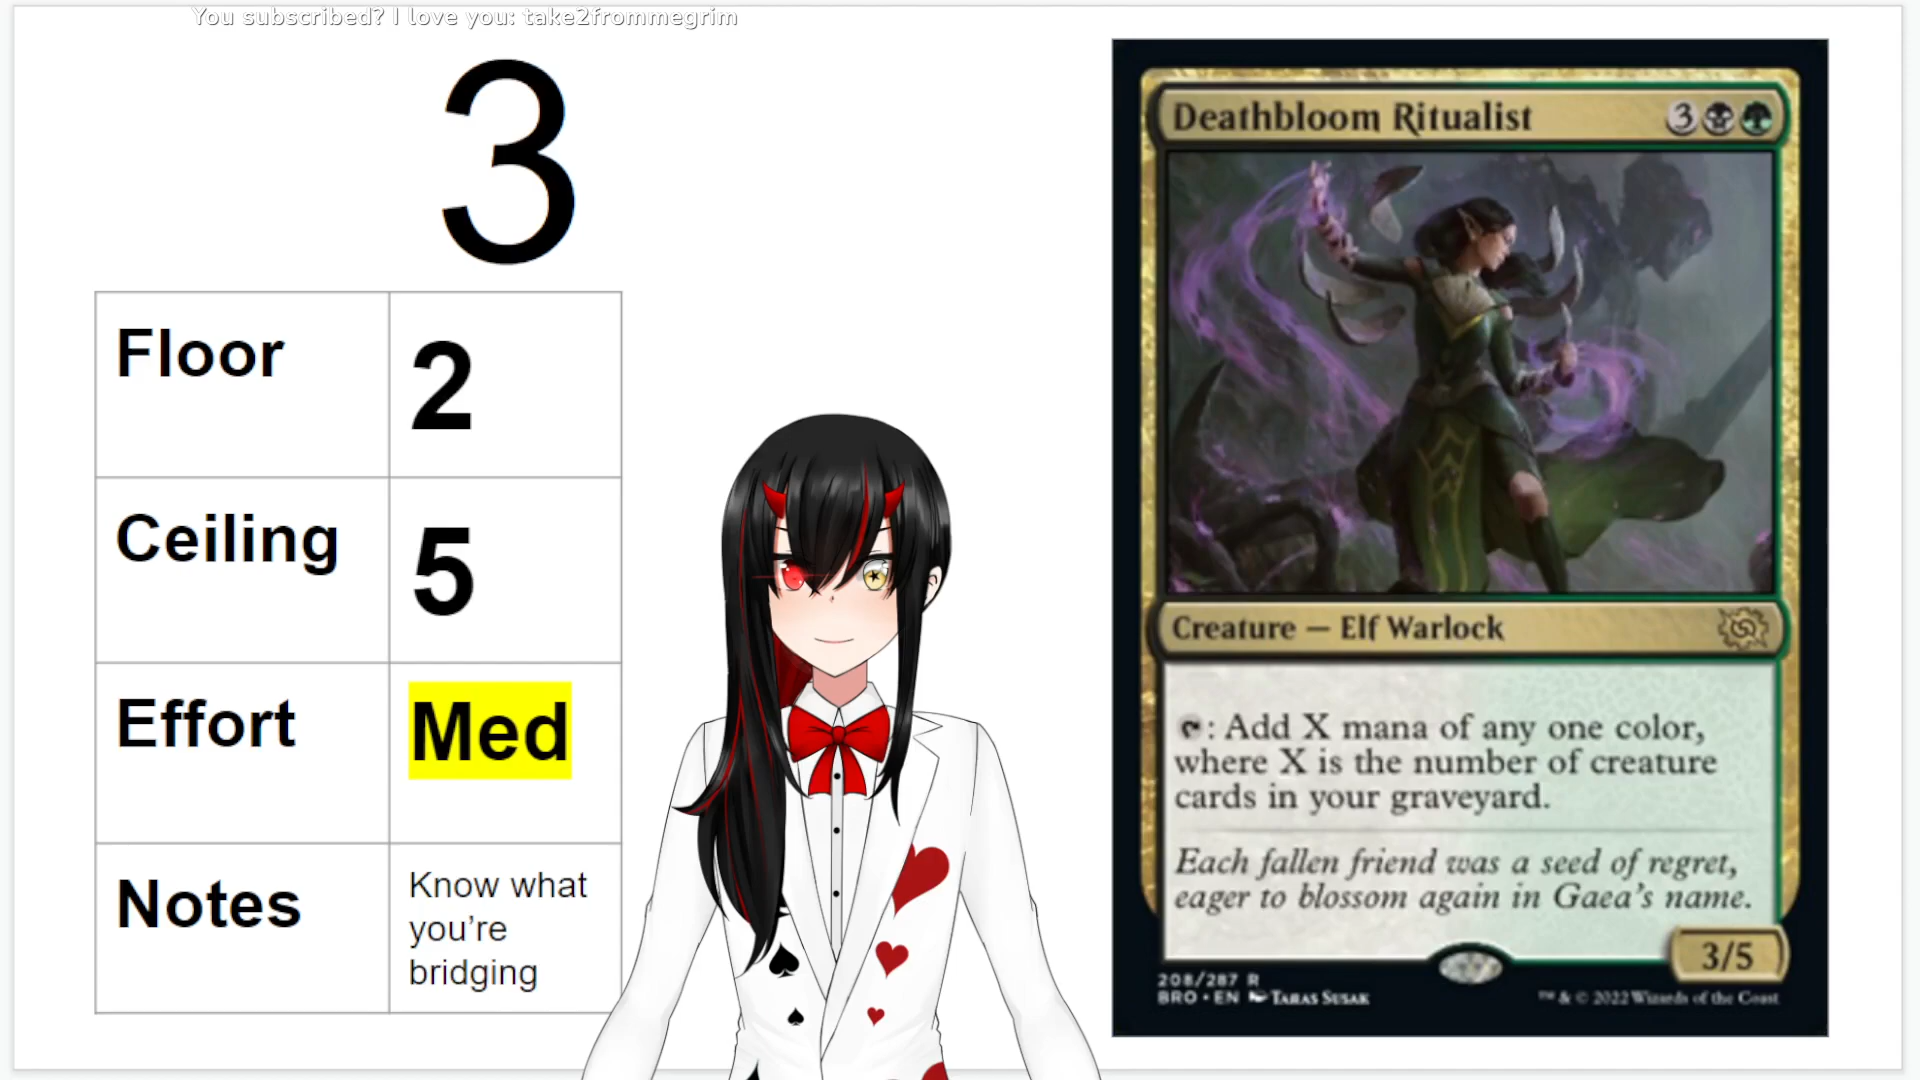 You subscribed? I love you: take2frommegrim
3
Floor
2
Ceiling
5
Effort
Med
Notes
Know what
you're
bridging
Deathbloom Ritualist
3
Creature — Elf Warlock
: Add X mana of any one color,
where X is the number of creature
cards in your graveyard.
Each fallen friend was a seed of regret,
eager to blossom again in Gaea's name.
3/5
208/287 R
BRO • EN Taras Susak
™ & © 2022 Wizards of the Coast